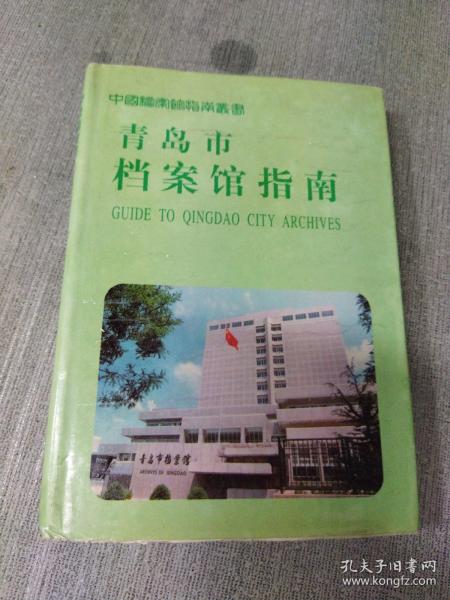 中國檔案館指南叢書
青岛市
档案馆指南
GUIDE TO QINGDAO CITY ARCHIVES
青岛市档案馆
ARCHIVES OF QINGDAO
孔夫子旧书网
www.kongfz.com